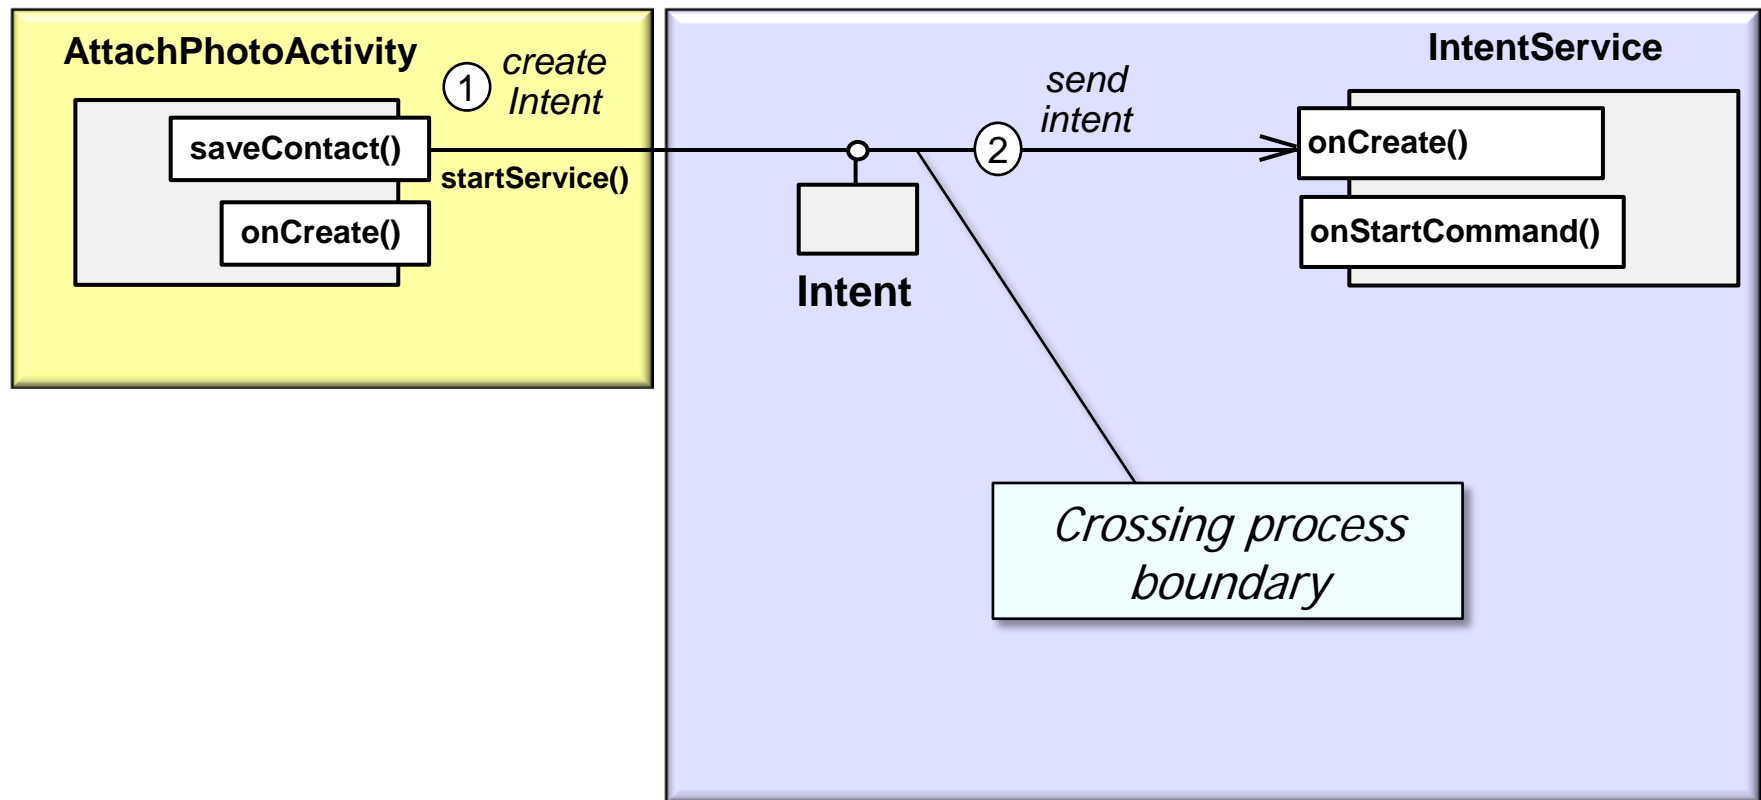 AttachPhotoActivity
1
create
Intent
saveContact()
startService()
onCreate()
IntentService
send
intent
2
onCreate()
onStartCommand()
Intent
Crossing process
boundary